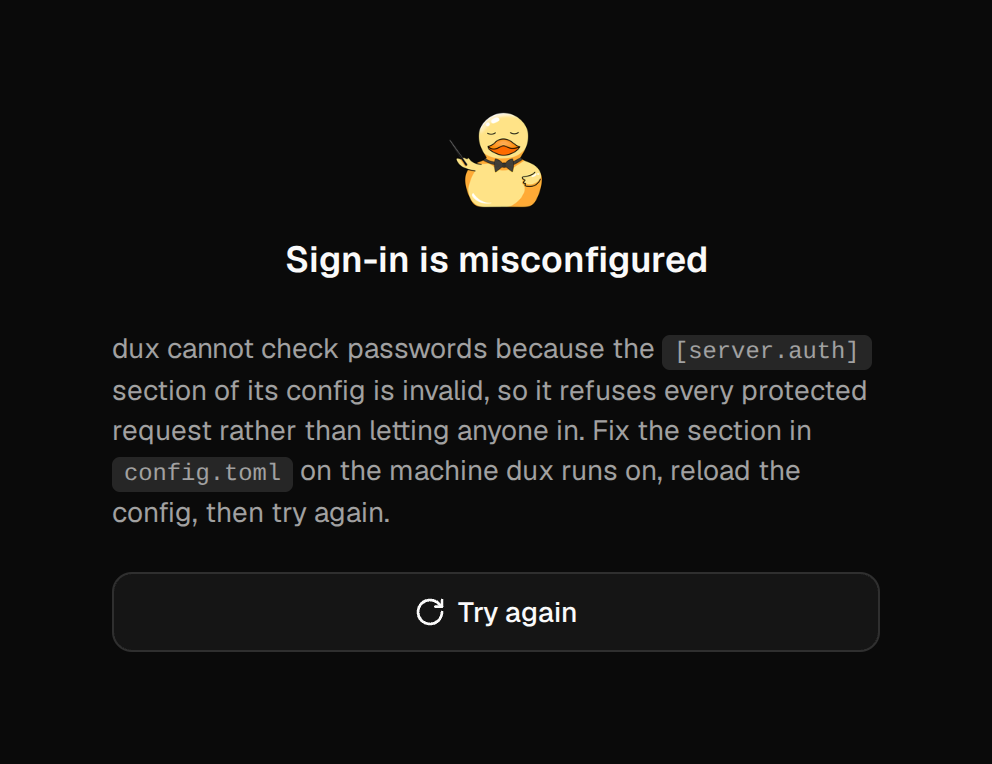 Sign-in is misconfigured
dux cannot check passwords because the [server.auth]
section of its config is invalid, so it refuses every protected
request rather than letting anyone in. Fix the section in
config.toml on the machine dux runs on, reload the
config, then try again.
Try again